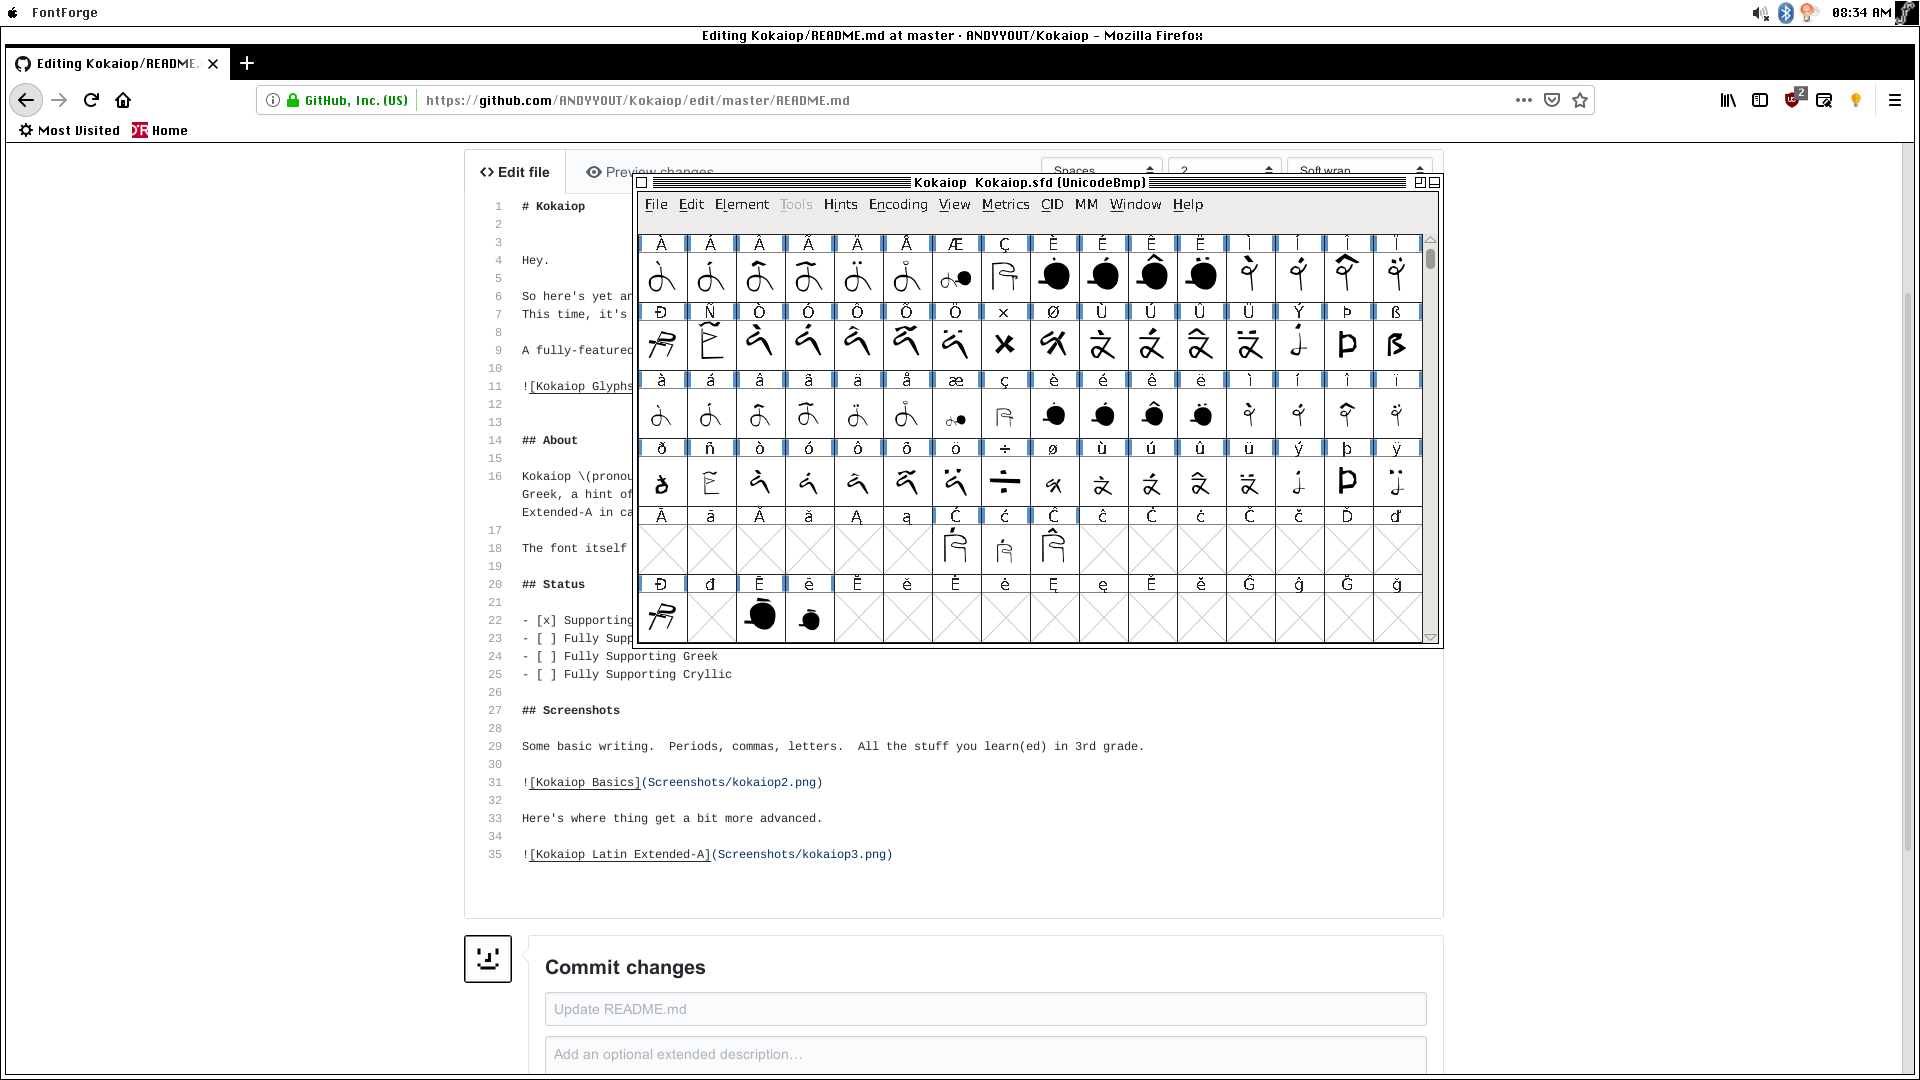 FontForge
08:34 AM
Editing Kokaiop/README.md at master · ANDYYOUT/Kokaiop - Mozilla Firefox
Editing Kokaiop/README.
GitHub, Inc. (US)
https://github.com/ANDYYOUT/Kokaiop/edit/master/README.md
2
Most Visited
Home
Edit file
Preview changes
Spaces
2
Soft wrap
Kokaiop Kokaiop.sfd (UnicodeBmp)
File Edit Element Tools Hints Encoding View Metrics CID MM Window Help
À Á Â Ã Ä Å Æ Ç È É Ê Ë Ì Í Î Ï
Ð Ñ Ò Ó Ô Õ Ö × Ø Ù Ú Û Ü Ý Þ ß
à á â ã ä å æ ç è é ê ë ì í î ï
ð ñ ò ó ô õ ö ÷ ø ù ú û ü ý þ ÿ
Ā ā Ă ă Ą ą Ć ć Ĉ ĉ Ċ ċ Č č Ď ď
Đ đ Ē ē Ĕ ĕ Ė ė Ę ę Ě ě Ĝ ĝ Ğ ğ
1 # Kokaiop
2
3
4 Hey.
5
6 So here's yet an
7 This time, it's
8
9 A fully-featured
10
11 ![Kokaiop Glyphs
12
13
14 ## About
15
16 Kokaiop \(pronou
Greek, a hint of
Extended-A in ca
17
18 The font itself
19
20 ## Status
21
22 - [x] Supporting
23 - [ ] Fully Supp
24 - [ ] Fully Supporting Greek
25 - [ ] Fully Supporting Cryllic
26
27 ## Screenshots
28
29 Some basic writing.  Periods, commas, letters.  All the stuff you learn(ed) in 3rd grade.
30
31 ![Kokaiop Basics](Screenshots/kokaiop2.png)
32
33 Here's where thing get a bit more advanced.
34
35 ![Kokaiop Latin Extended-A](Screenshots/kokaiop3.png)
Commit changes
Update README.md
Add an optional extended description…